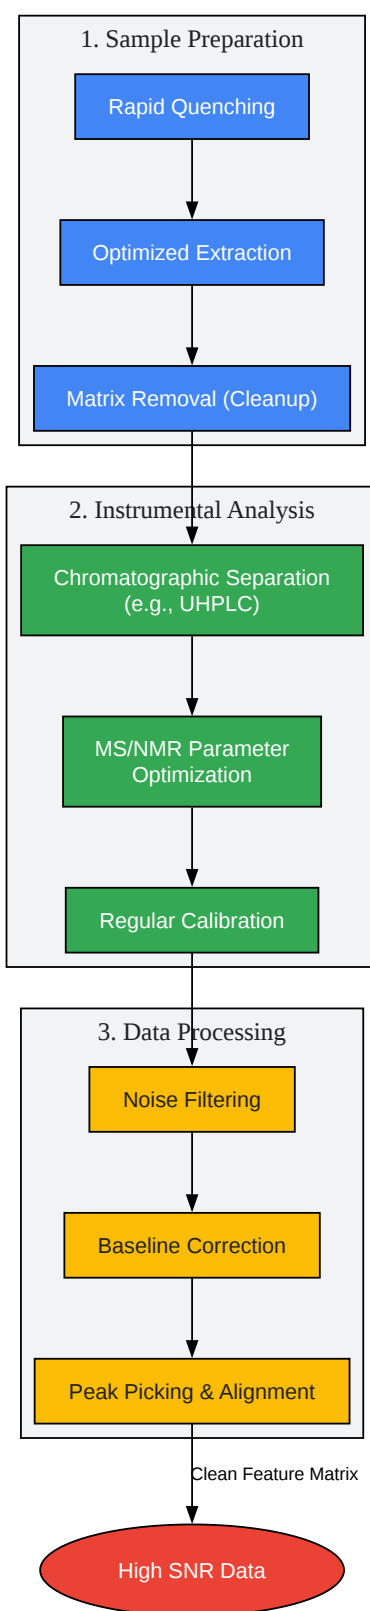 1. Sample Preparation
Rapid Quenching
Optimized Extraction
Matrix Removal (Cleanup)
2. Instrumental Analysis
Chromatographic Separation
(e.g., UHPLC)
MS/NMR Parameter
Optimization
Regular Calibration
3. Data Processing
Noise Filtering
Baseline Correction
Peak Picking & Alignment
Clean Feature Matrix
High SNR Data